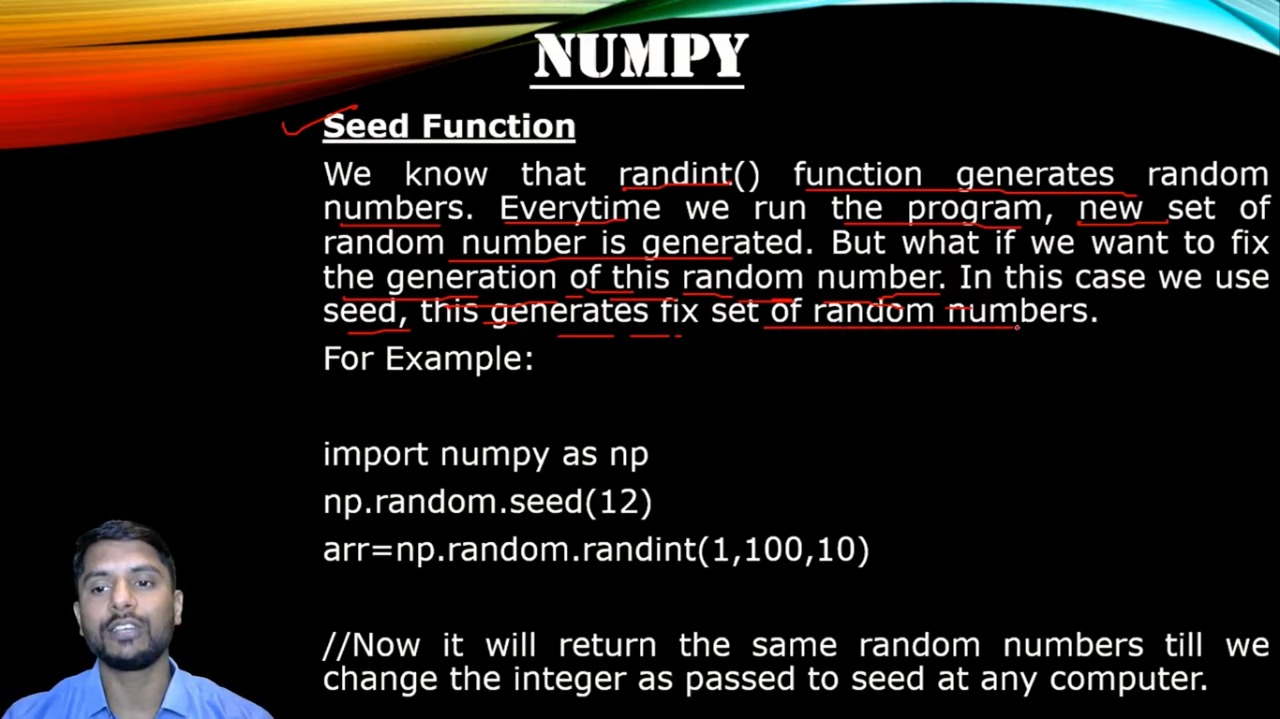 NUMPY
Seed Function
We know that randint() function generates random
numbers. Everytime we run the program, new set of
random number is generated. But what if we want to fix
the generation of this random number. In this case we use
seed, this generates fix set of random numbers.
For Example:
import numpy as np
np.random.seed(12)
arr=np.random.randint(1,100,10)
//Now it will return the same random numbers till we
change the integer as passed to seed at any computer.